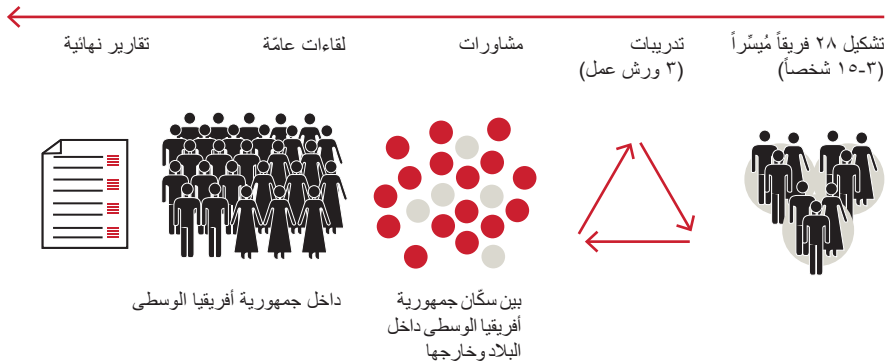 تشكيل ٢٨ فريقاً مُيسِّراً
(٣-١٥ شخصاً)
تدريبات
(٣ ورش عمل)
مشاورات
لقاءات عامّة
تقارير نهائية
بين سكّان جمهورية
أفريقيا الوسطى داخل
البلاد وخارجها
داخل جمهورية أفريقيا الوسطى